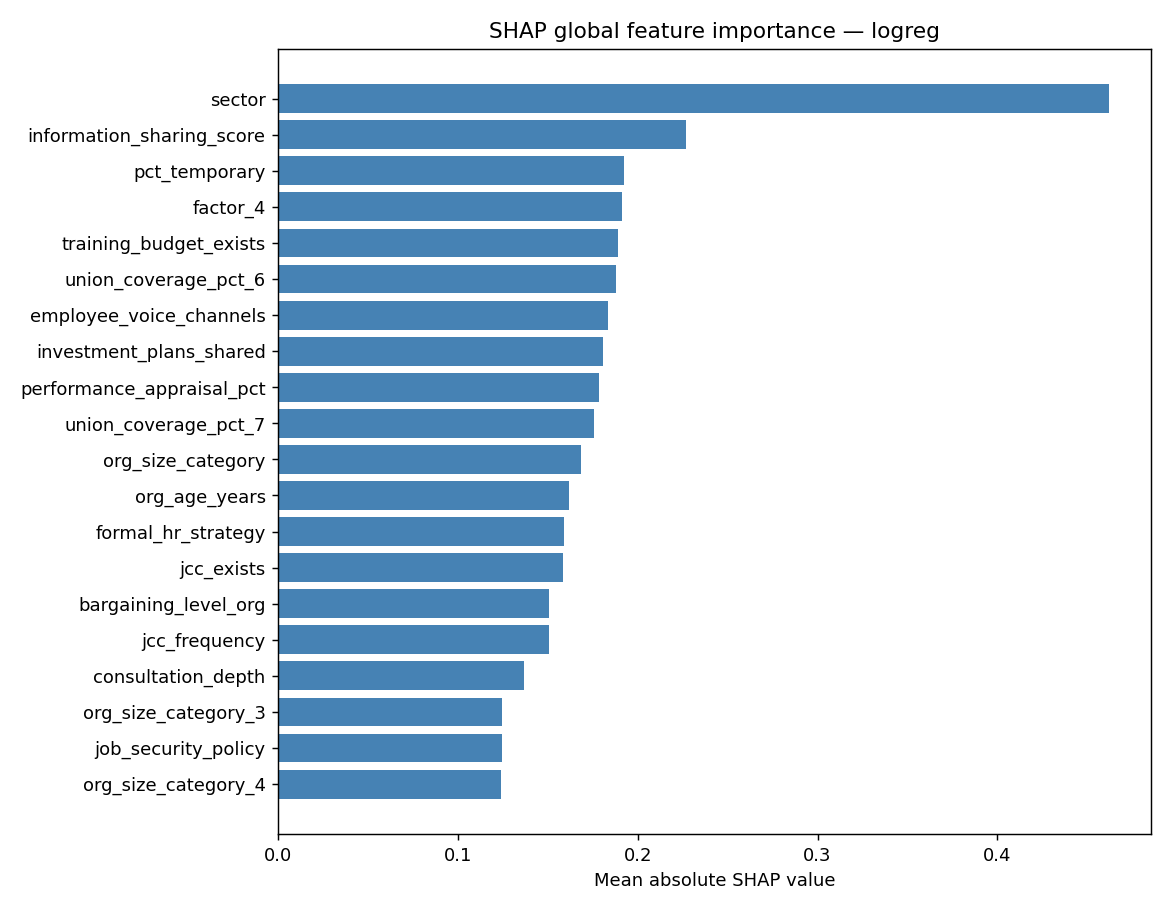 SHAP global feature importance — logreg
sector
information_sharing_score
pct_temporary
factor_4
training_budget_exists
union_coverage_pct_6
employee_voice_channels
investment_plans_shared
performance_appraisal_pct
union_coverage_pct_7
org_size_category
org_age_years
formal_hr_strategy
jcc_exists
bargaining_level_org
jcc_frequency
consultation_depth
org_size_category_3
job_security_policy
org_size_category_4
0.0 0.1 0.2 0.3 0.4
Mean absolute SHAP value